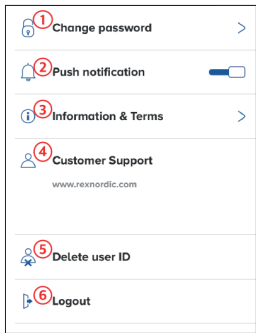 1 Change password
2 Push notification
3 Information & Terms
4 Customer Support
www.rexnordic.com
5 Delete user ID
6 Logout